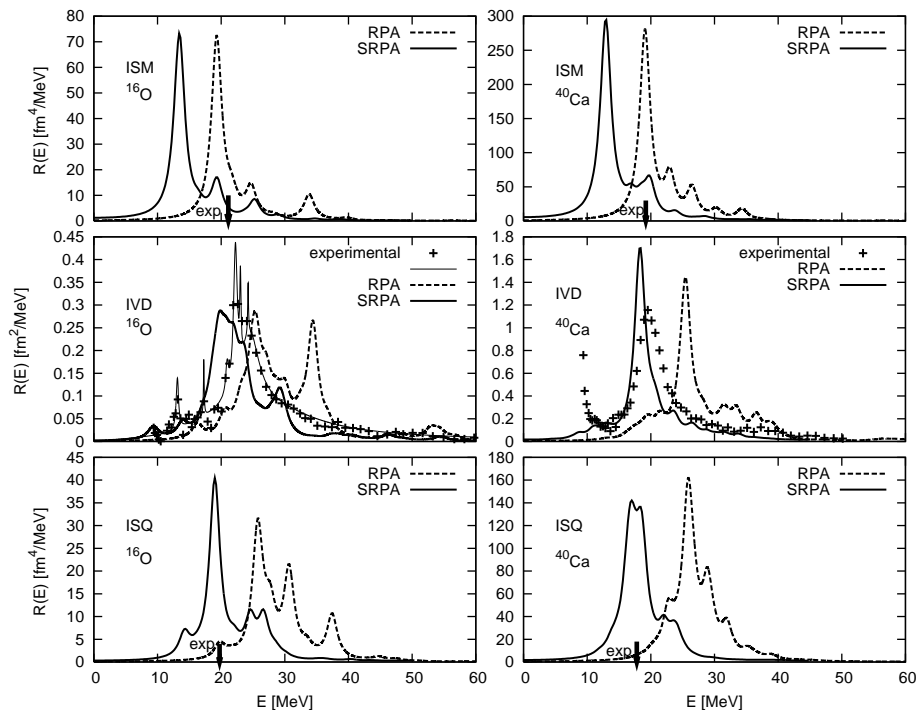 80
70
60
50
40
30
20
10
0
R(E) [fm⁴/MeV]
ISM
¹⁶O
RPA
SRPA
exp
300
250
200
150
100
50
0
ISM
⁴⁰Ca
RPA
SRPA
exp
0.45
0.4
0.35
0.3
0.25
0.2
0.15
0.1
0.05
0
R(E) [fm²/MeV]
IVD
¹⁶O
experimental
RPA
SRPA
1.8
1.6
1.4
1.2
1
0.8
0.6
0.4
0.2
0
IVD
⁴⁰Ca
experimental
RPA
SRPA
45
40
35
30
25
20
15
10
5
0
R(E) [fm⁴/MeV]
ISQ
¹⁶O
RPA
SRPA
exp
0 10 20 30 40 50 60
E [MeV]
180
160
140
120
100
80
60
40
20
0
ISQ
⁴⁰Ca
RPA
SRPA
exp
0 10 20 30 40 50 60
E [MeV]